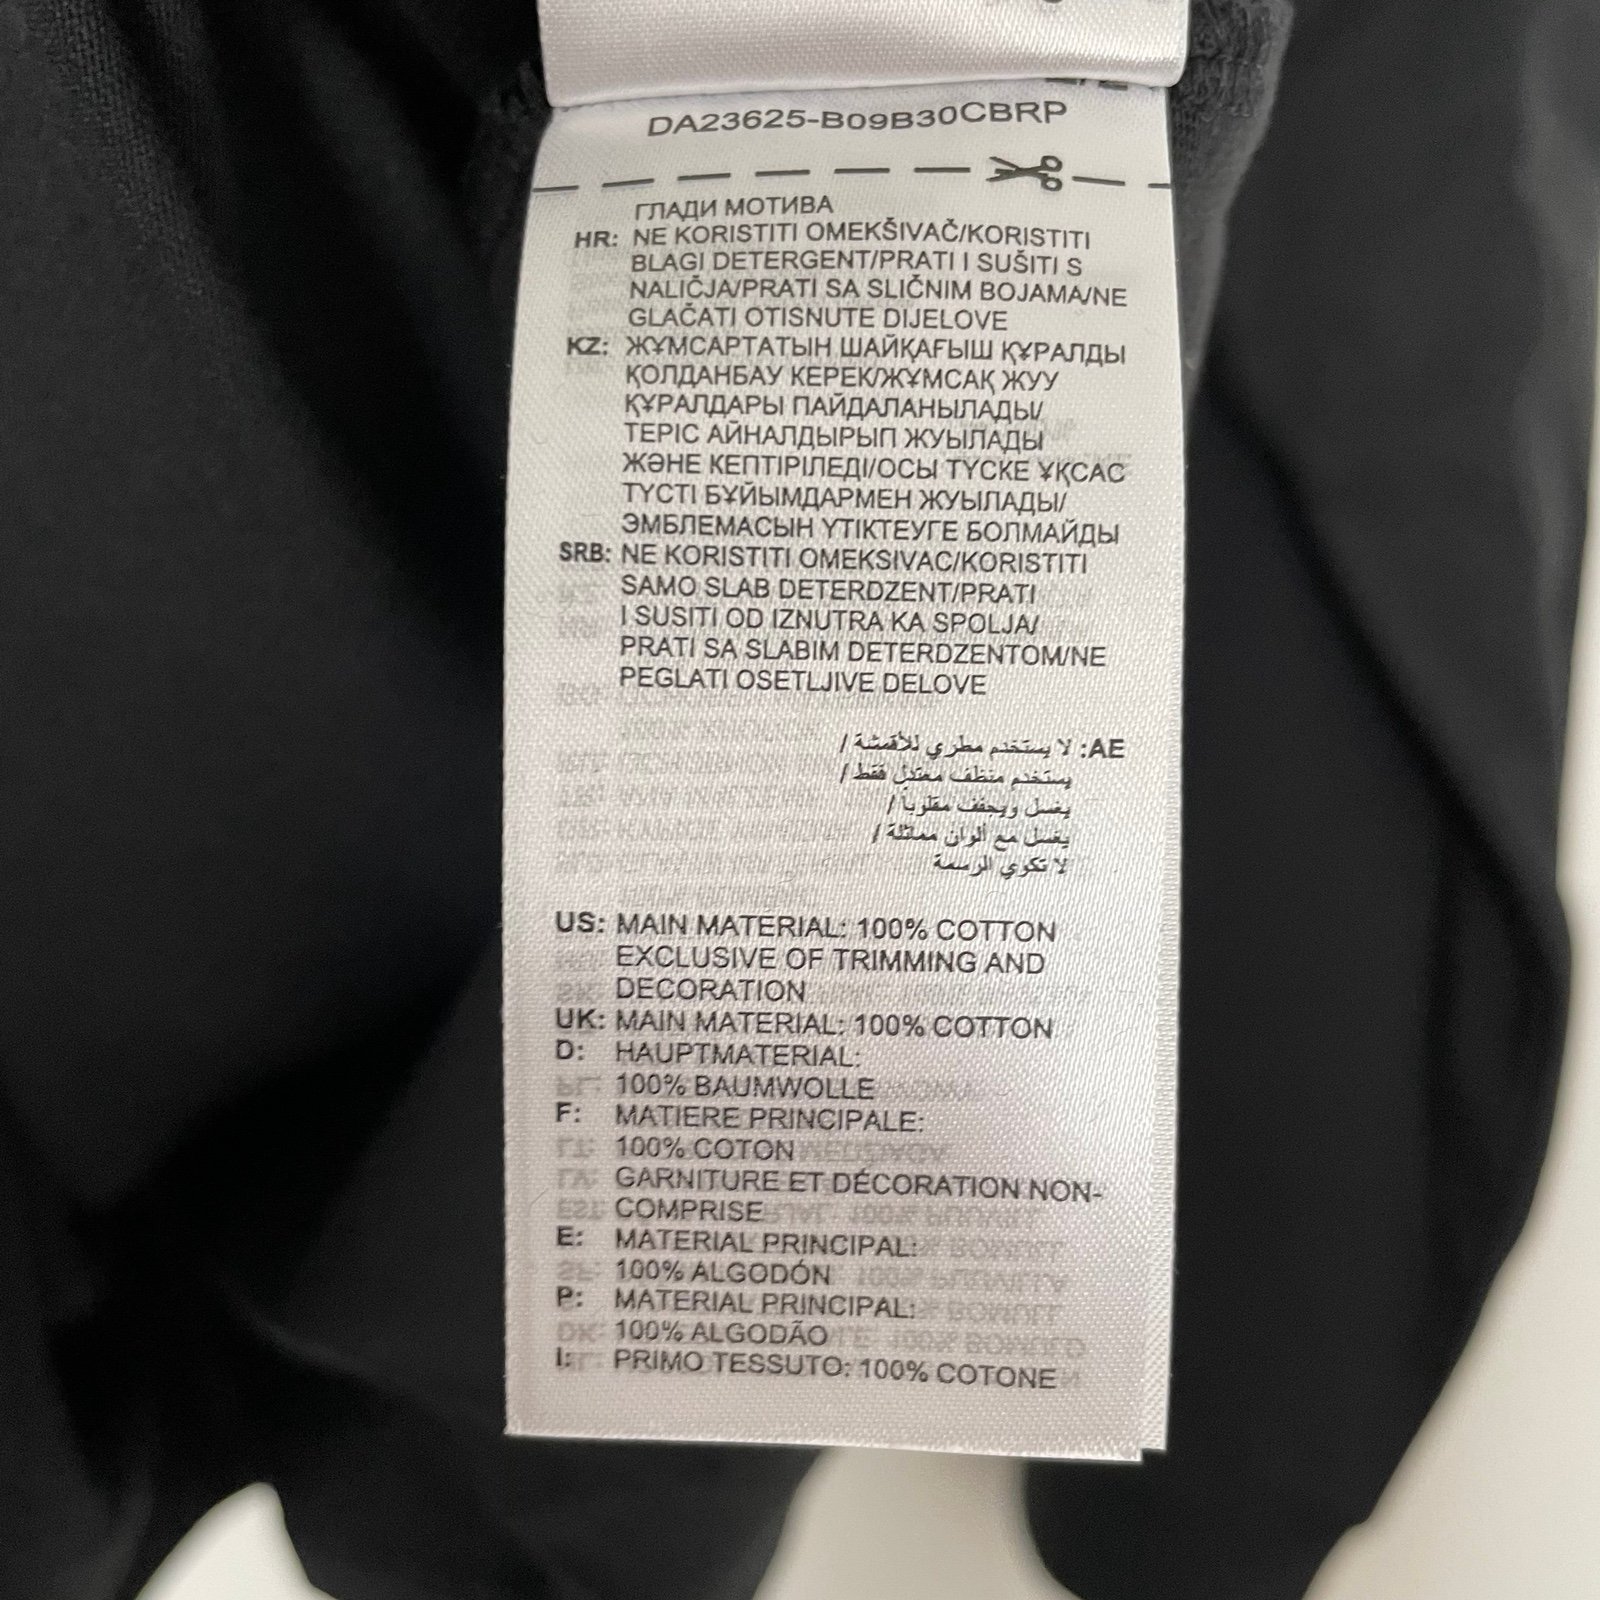 DA23625-B09B30CBRP
ГЛАДИ МОТИВА
HR: NE KORISTITI OMEKŠIVAČ/KORISTITI
BLAGI DETERGENT/PRATI I SUŠITI S
NALIČJA/PRATI SA SLIČNIM BOJAMA/NE
GLAČATI OTISNUTE DIJELOVE
KZ: ЖҰМСАРТАТЫН ШАЙҚАҒЫШ ҚҰРАЛДЫ
ҚОЛДАНБАУ КЕРЕК/ЖҰМСАҚ ЖУУ
ҚҰРАЛДАРЫ ПАЙДАЛАНЫЛАДЫ/
ТЕРІС АЙНАЛДЫРЫП ЖУЫЛАДЫ
ЖӘНЕ КЕПТІРІЛЕДІ/ОСЫ ТҮСКЕ ҰҚСАС
ТҮСТІ БҰЙЫМДАРМЕН ЖУЫЛАДЫ/
ЭМБЛЕМАСЫН ҮТІКТЕУГЕ БОЛМАЙДЫ
SRB: NE KORISTITI OMEKSIVAC/KORISTITI
SAMO SLAB DETERDZENT/PRATI
I SUSITI OD IZNUTRA KA SPOLJA/
PRATI SA SLABIM DETERDZENTOM/NE
PEGLATI OSETLJIVE DELOVE
AE: لا يستخدم مطري للأقمشة /
يستخدم منظف معتدل فقط /
يغسل ويجفف مقلوباً /
يغسل مع ألوان مماثلة /
لا تكوي الرسمة
US: MAIN MATERIAL: 100% COTTON
EXCLUSIVE OF TRIMMING AND
DECORATION
UK: MAIN MATERIAL: 100% COTTON
D: HAUPTMATERIAL:
100% BAUMWOLLE
F: MATIERE PRINCIPALE:
100% COTON
GARNITURE ET DÉCORATION NON-
COMPRISE
E: MATERIAL PRINCIPAL:
100% ALGODÓN
P: MATERIAL PRINCIPAL:
100% ALGODÃO
I: PRIMO TESSUTO: 100% COTONE